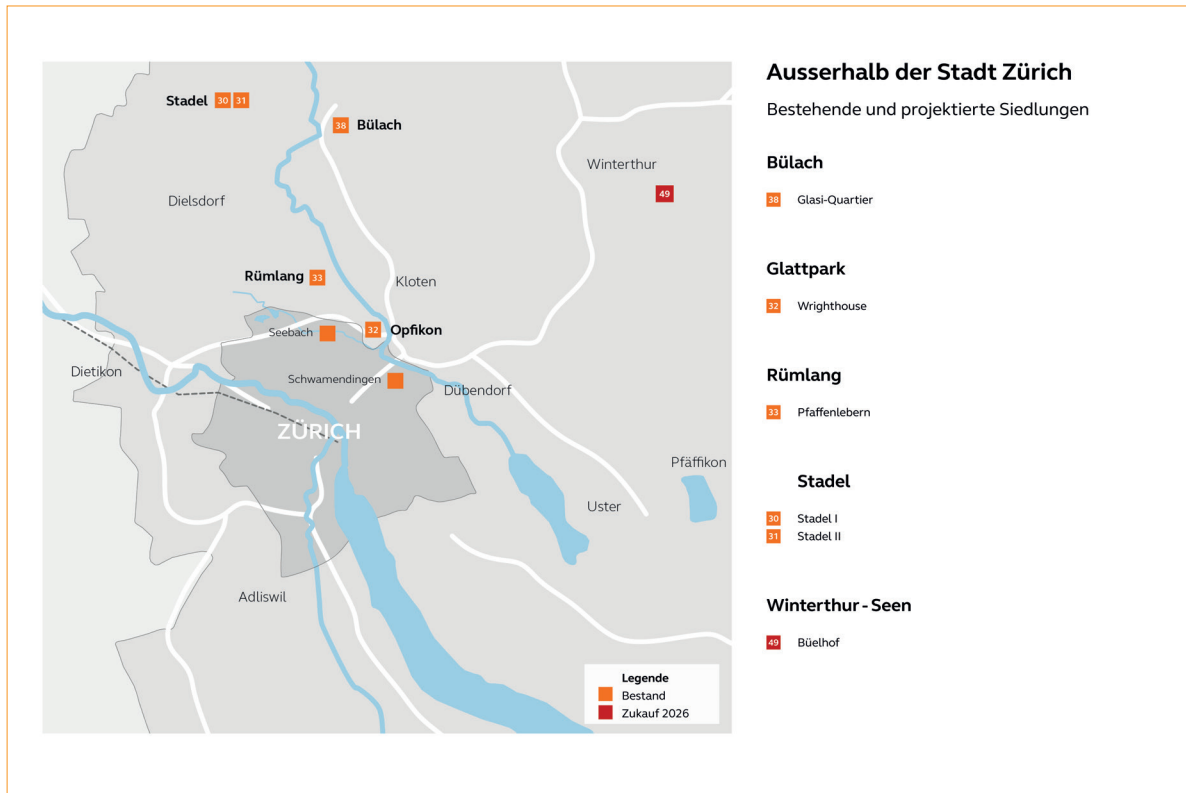 Stadel 30 31
38 Bülach
Winterthur
49
Dielsdorf
Rümlang 33
Kloten
Seebach
32 Opfikon
Dietikon
Schwamendingen
Dübendorf
ZÜRICH
Pfäffikon
Uster
Adliswil
Legende
Bestand
Zukauf 2026
Ausserhalb der Stadt Zürich
Bestehende und projektierte Siedlungen
Bülach
38 Glasi-Quartier
Glattpark
32 Wrighthouse
Rümlang
33 Pfaffenlebern
Stadel
30 Stadel I
31 Stadel II
Winterthur - Seen
49 Büelhof